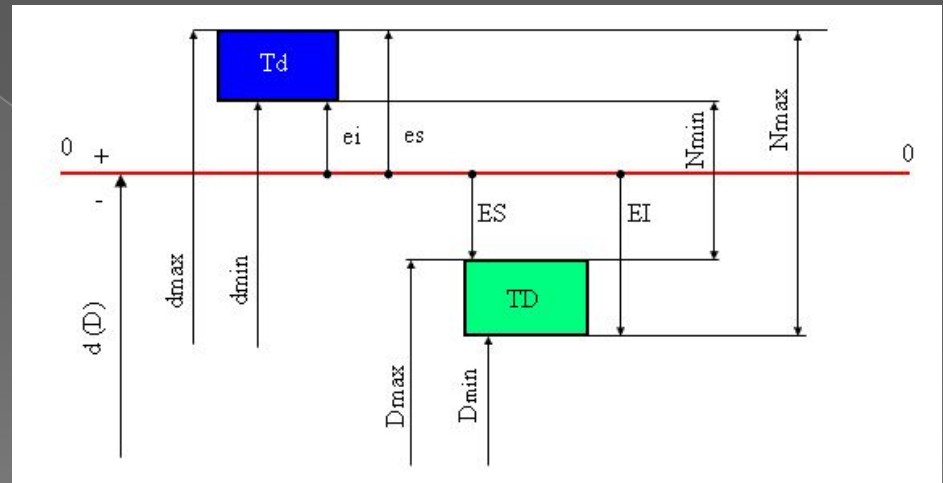 Td
ei
es
Nmin
Nmax
0
+
0
-
ES
EI
dmax
dmin
d (D)
TD
Dmax
Dmin